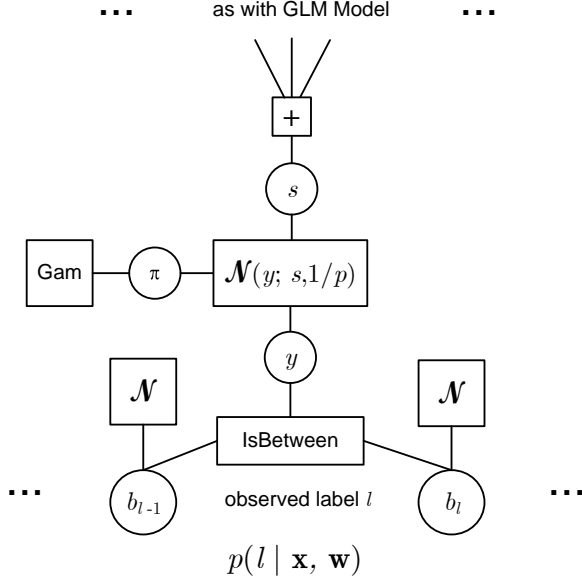 ... as with GLM Model ...
+
s
Gam π 𝒩(y; s,1/p)
y
𝒩 𝒩
IsBetween
... b_{l-1} observed label l b_l ...
p(l | x, w)